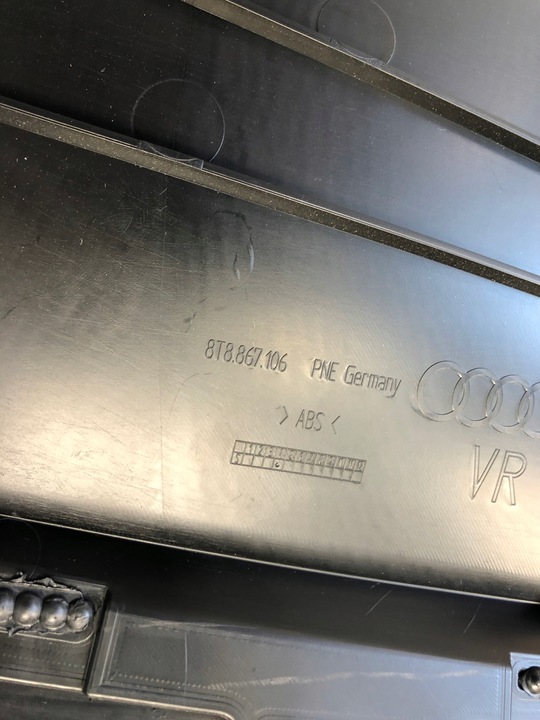 8T8.867.106 PNE Germany
>ABS<
VR